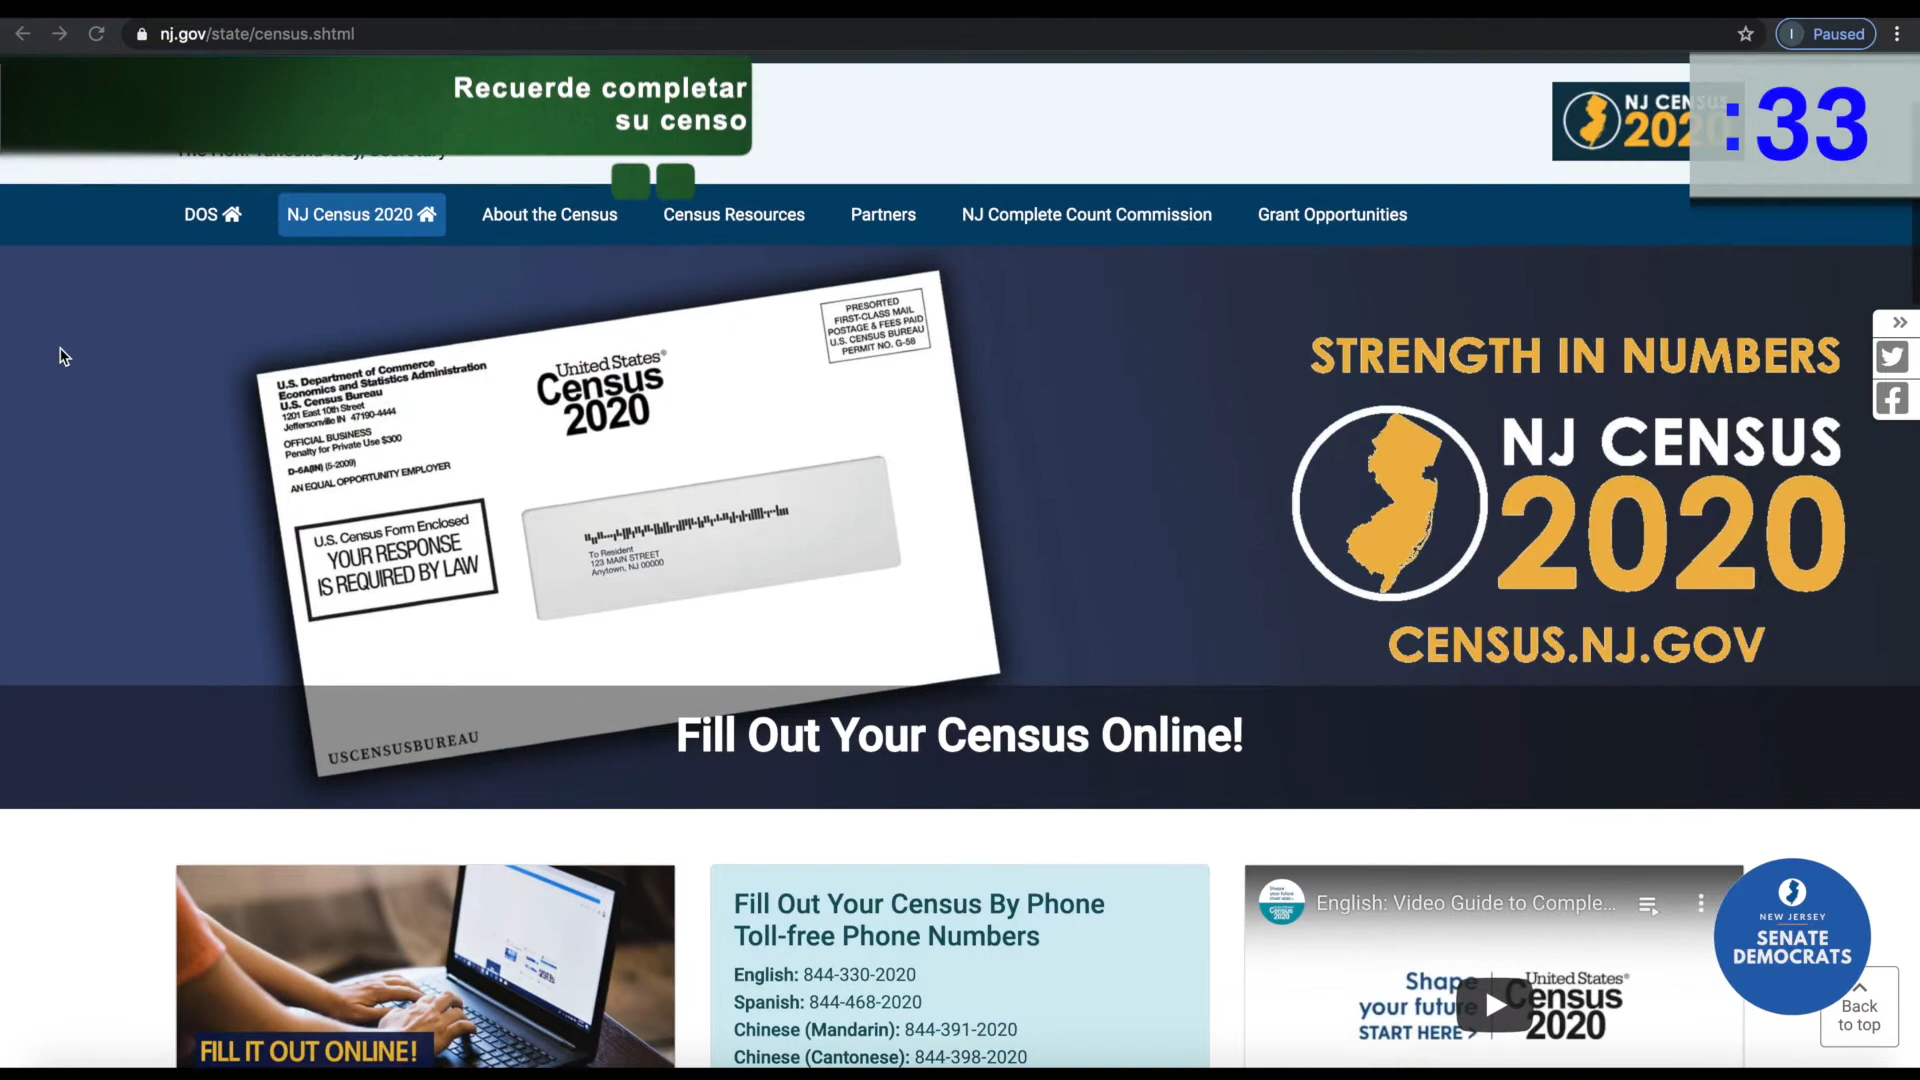 nj.gov/state/census.shtml
Paused
Recuerde completar
su censo
NJ CENSUS
2020
:33
DOS
NJ Census 2020
About the Census
Census Resources
Partners
NJ Complete Count Commission
Grant Opportunities
U.S. Department of Commerce
Economics and Statistics Administration
U.S. Census Bureau
1201 East 10th Street
Jeffersonville IN 47190-4444
OFFICIAL BUSINESS
Penalty for Private Use $300
D-6A(IN) (5-2009)
AN EQUAL OPPORTUNITY EMPLOYER
United States®
Census
2020
PRESORTED
FIRST-CLASS MAIL
POSTAGE & FEES PAID
U.S. CENSUS BUREAU
PERMIT NO. G-58
U.S. Census Form Enclosed
YOUR RESPONSE
IS REQUIRED BY LAW
To Resident
123 MAIN STREET
Anytown, NJ 00000
USCENSUSBUREAU
STRENGTH IN NUMBERS
NJ CENSUS
2020
CENSUS.NJ.GOV
Fill Out Your Census Online!
FILL IT OUT ONLINE!
Fill Out Your Census By Phone
Toll-free Phone Numbers
English: 844-330-2020
Spanish: 844-468-2020
Chinese (Mandarin): 844-391-2020
Chinese (Cantonese): 844-398-2020
English: Video Guide to Comple...
Shape
your future
START HERE >
United States®
Census
2020
NEW JERSEY
SENATE
DEMOCRATS
Back
to top